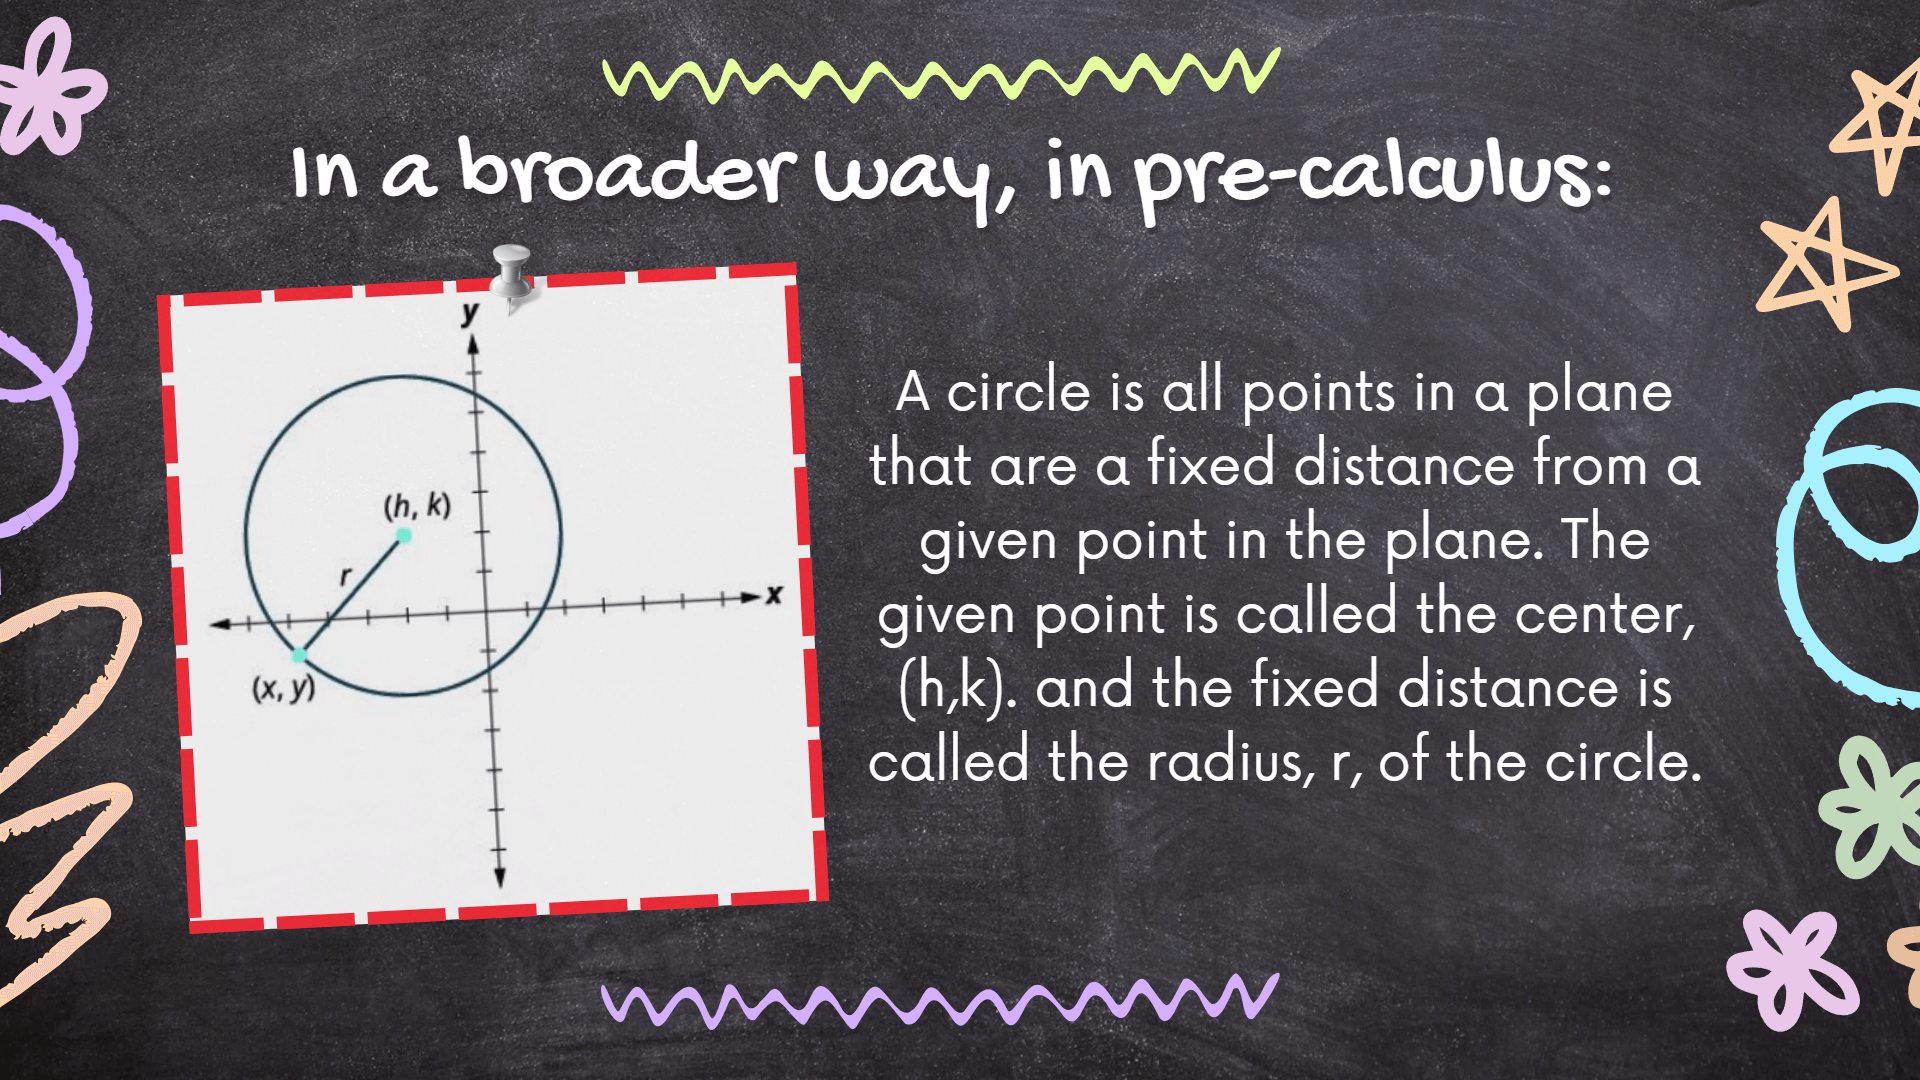 In a broader way, in pre-calculus:
y
(h, k)
r
x
(x, y)
A circle is all points in a plane
that are a fixed distance from a
given point in the plane. The
given point is called the center,
(h,k). and the fixed distance is
called the radius, r, of the circle.